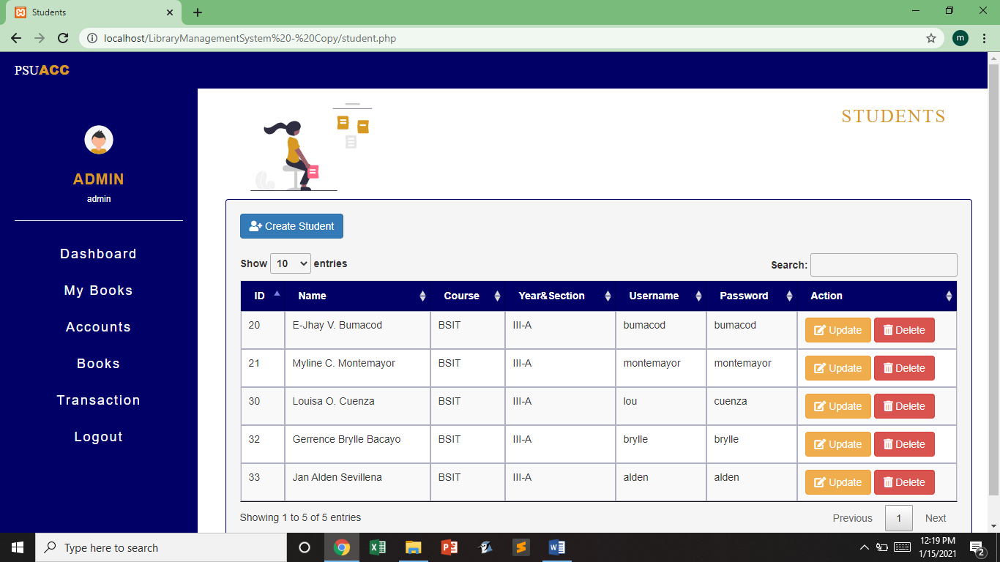 Students
localhost/LibraryManagementSystem%20-%20Copy/student.php
m
PSUACC
STUDENTS
ADMIN
admin
Dashboard
My Books
Accounts
Books
Transaction
Logout
Create Student
Show 10 entries
Search:
ID Name Course Year&Section Username Password Action
20 E-Jhay V. Bumacod BSIT III-A bumacod bumacod Update Delete
21 Myline C. Montemayor BSIT III-A montemayor montemayor Update Delete
30 Louisa O. Cuenza BSIT III-A lou cuenza Update Delete
32 Gerrence Brylle Bacayo BSIT III-A brylle brylle Update Delete
33 Jan Alden Sevillena BSIT III-A alden alden Update Delete
Showing 1 to 5 of 5 entries
Previous 1 Next
Type here to search
12:19 PM
1/15/2021
2